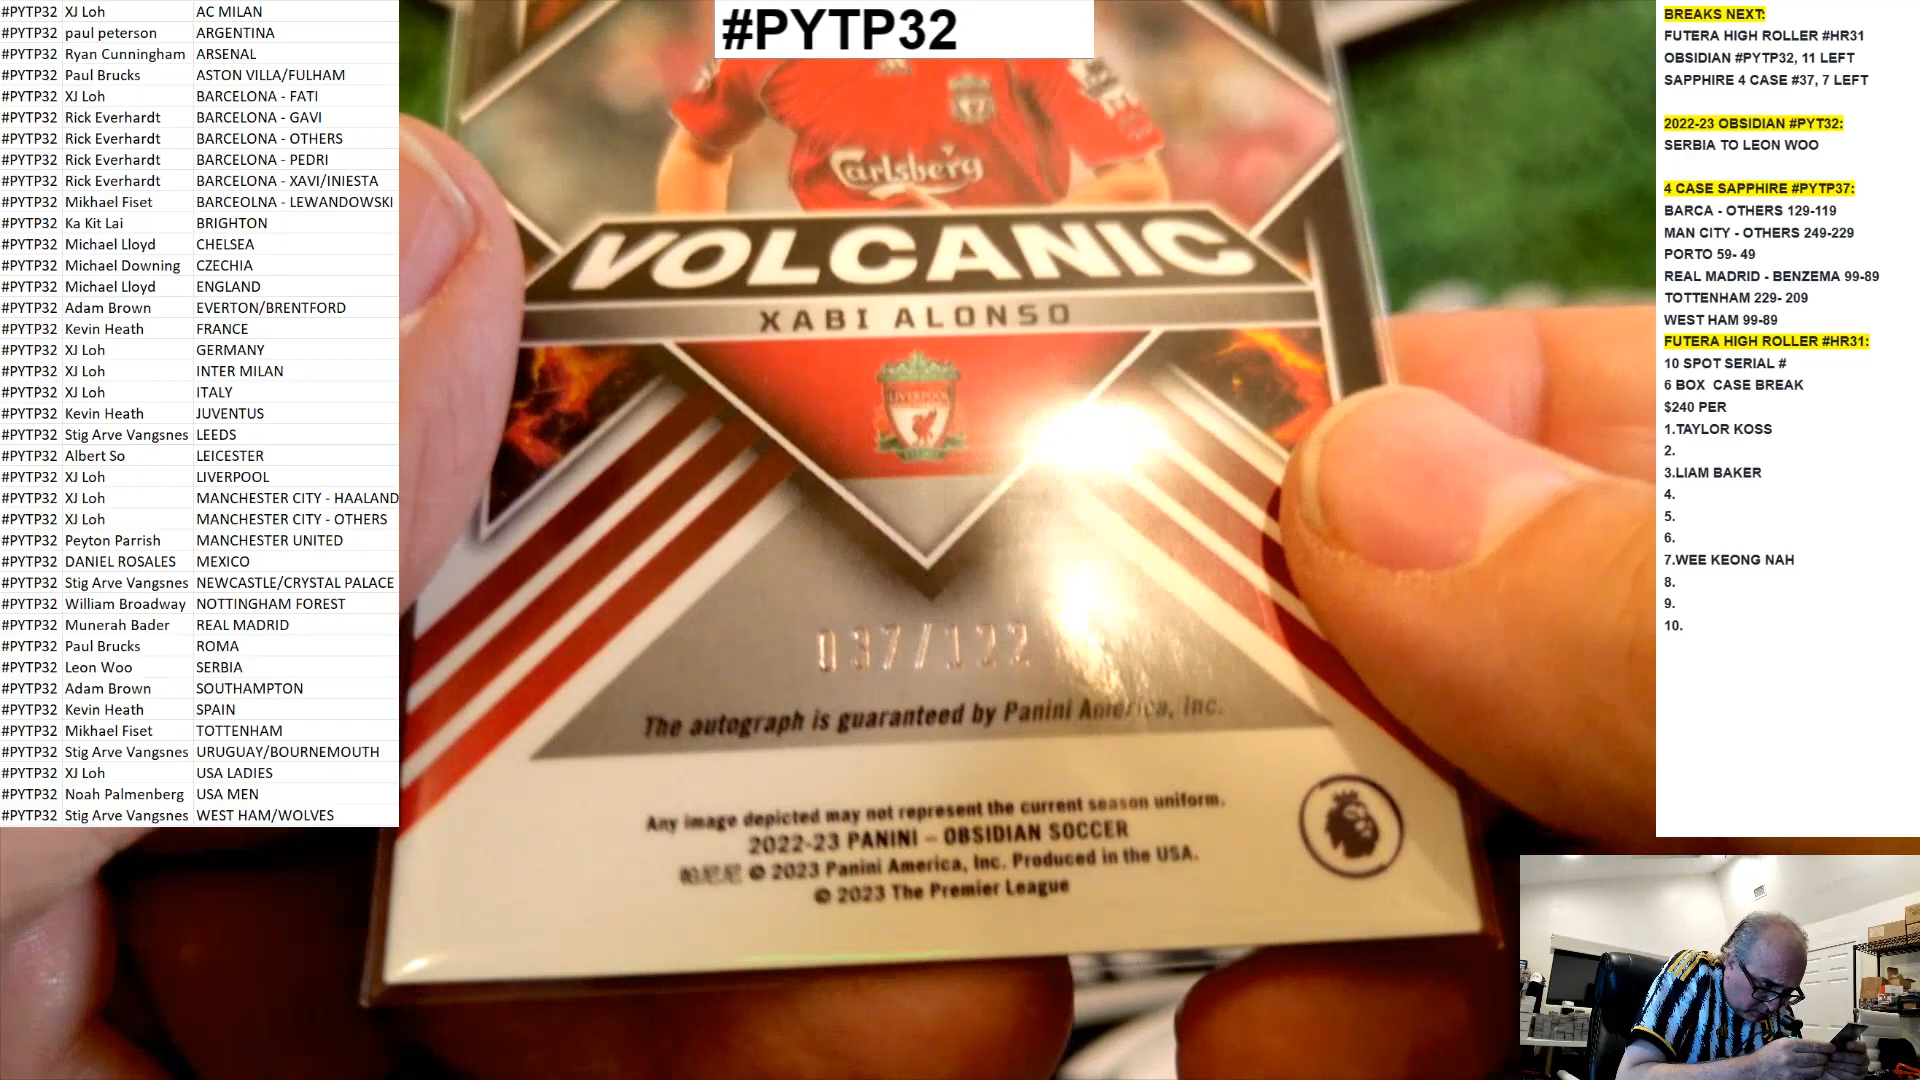 #PYTP32 XJ Loh AC MILAN
#PYTP32 paul peterson ARGENTINA
#PYTP32 Ryan Cunningham ARSENAL
#PYTP32 Paul Brucks ASTON VILLA/FULHAM
#PYTP32 XJ Loh BARCELONA - FATI
#PYTP32 Rick Everhardt BARCELONA - GAVI
#PYTP32 Rick Everhardt BARCELONA - OTHERS
#PYTP32 Rick Everhardt BARCELONA - PEDRI
#PYTP32 Rick Everhardt BARCELONA - XAVI/INIESTA
#PYTP32 Mikhael Fiset BARCEOLNA - LEWANDOWSKI
#PYTP32 Ka Kit Lai BRIGHTON
#PYTP32 Michael Lloyd CHELSEA
#PYTP32 Michael Downing CZECHIA
#PYTP32 Michael Lloyd ENGLAND
#PYTP32 Adam Brown EVERTON/BRENTFORD
#PYTP32 Kevin Heath FRANCE
#PYTP32 XJ Loh GERMANY
#PYTP32 XJ Loh INTER MILAN
#PYTP32 XJ Loh ITALY
#PYTP32 Kevin Heath JUVENTUS
#PYTP32 Stig Arve Vangsnes LEEDS
#PYTP32 Albert So LEICESTER
#PYTP32 XJ Loh LIVERPOOL
#PYTP32 XJ Loh MANCHESTER CITY - HAALAND
#PYTP32 XJ Loh MANCHESTER CITY - OTHERS
#PYTP32 Peyton Parrish MANCHESTER UNITED
#PYTP32 DANIEL ROSALES MEXICO
#PYTP32 Stig Arve Vangsnes NEWCASTLE/CRYSTAL PALACE
#PYTP32 William Broadway NOTTINGHAM FOREST
#PYTP32 Munerah Bader REAL MADRID
#PYTP32 Paul Brucks ROMA
#PYTP32 Leon Woo SERBIA
#PYTP32 Adam Brown SOUTHAMPTON
#PYTP32 Kevin Heath SPAIN
#PYTP32 Mikhael Fiset TOTTENHAM
#PYTP32 Stig Arve Vangsnes URUGUAY/BOURNEMOUTH
#PYTP32 XJ Loh USA LADIES
#PYTP32 Noah Palmenberg USA MEN
#PYTP32 Stig Arve Vangsnes WEST HAM/WOLVES
#PYTP32
Carlsberg
VOLCANIC
XABI ALONSO
LIVERPOOL
037/122
The autograph is guaranteed by Panini America, Inc.
Any image depicted may not represent the current season uniform.
2022-23 PANINI – OBSIDIAN SOCCER
帕尼尼 © 2023 Panini America, Inc. Produced in the USA.
© 2023 The Premier League
BREAKS NEXT:
FUTERA HIGH ROLLER #HR31
OBSIDIAN #PYTP32, 11 LEFT
SAPPHIRE 4 CASE #37, 7 LEFT
2022-23 OBSIDIAN #PYT32:
SERBIA TO LEON WOO
4 CASE SAPPHIRE #PYTP37:
BARCA - OTHERS 129-119
MAN CITY - OTHERS 249-229
PORTO 59- 49
REAL MADRID - BENZEMA 99-89
TOTTENHAM 229- 209
WEST HAM 99-89
FUTERA HIGH ROLLER #HR31:
10 SPOT SERIAL #
6 BOX CASE BREAK
$240 PER
1.TAYLOR KOSS
2.
3.LIAM BAKER
4.
5.
6.
7.WEE KEONG NAH
8.
9.
10.